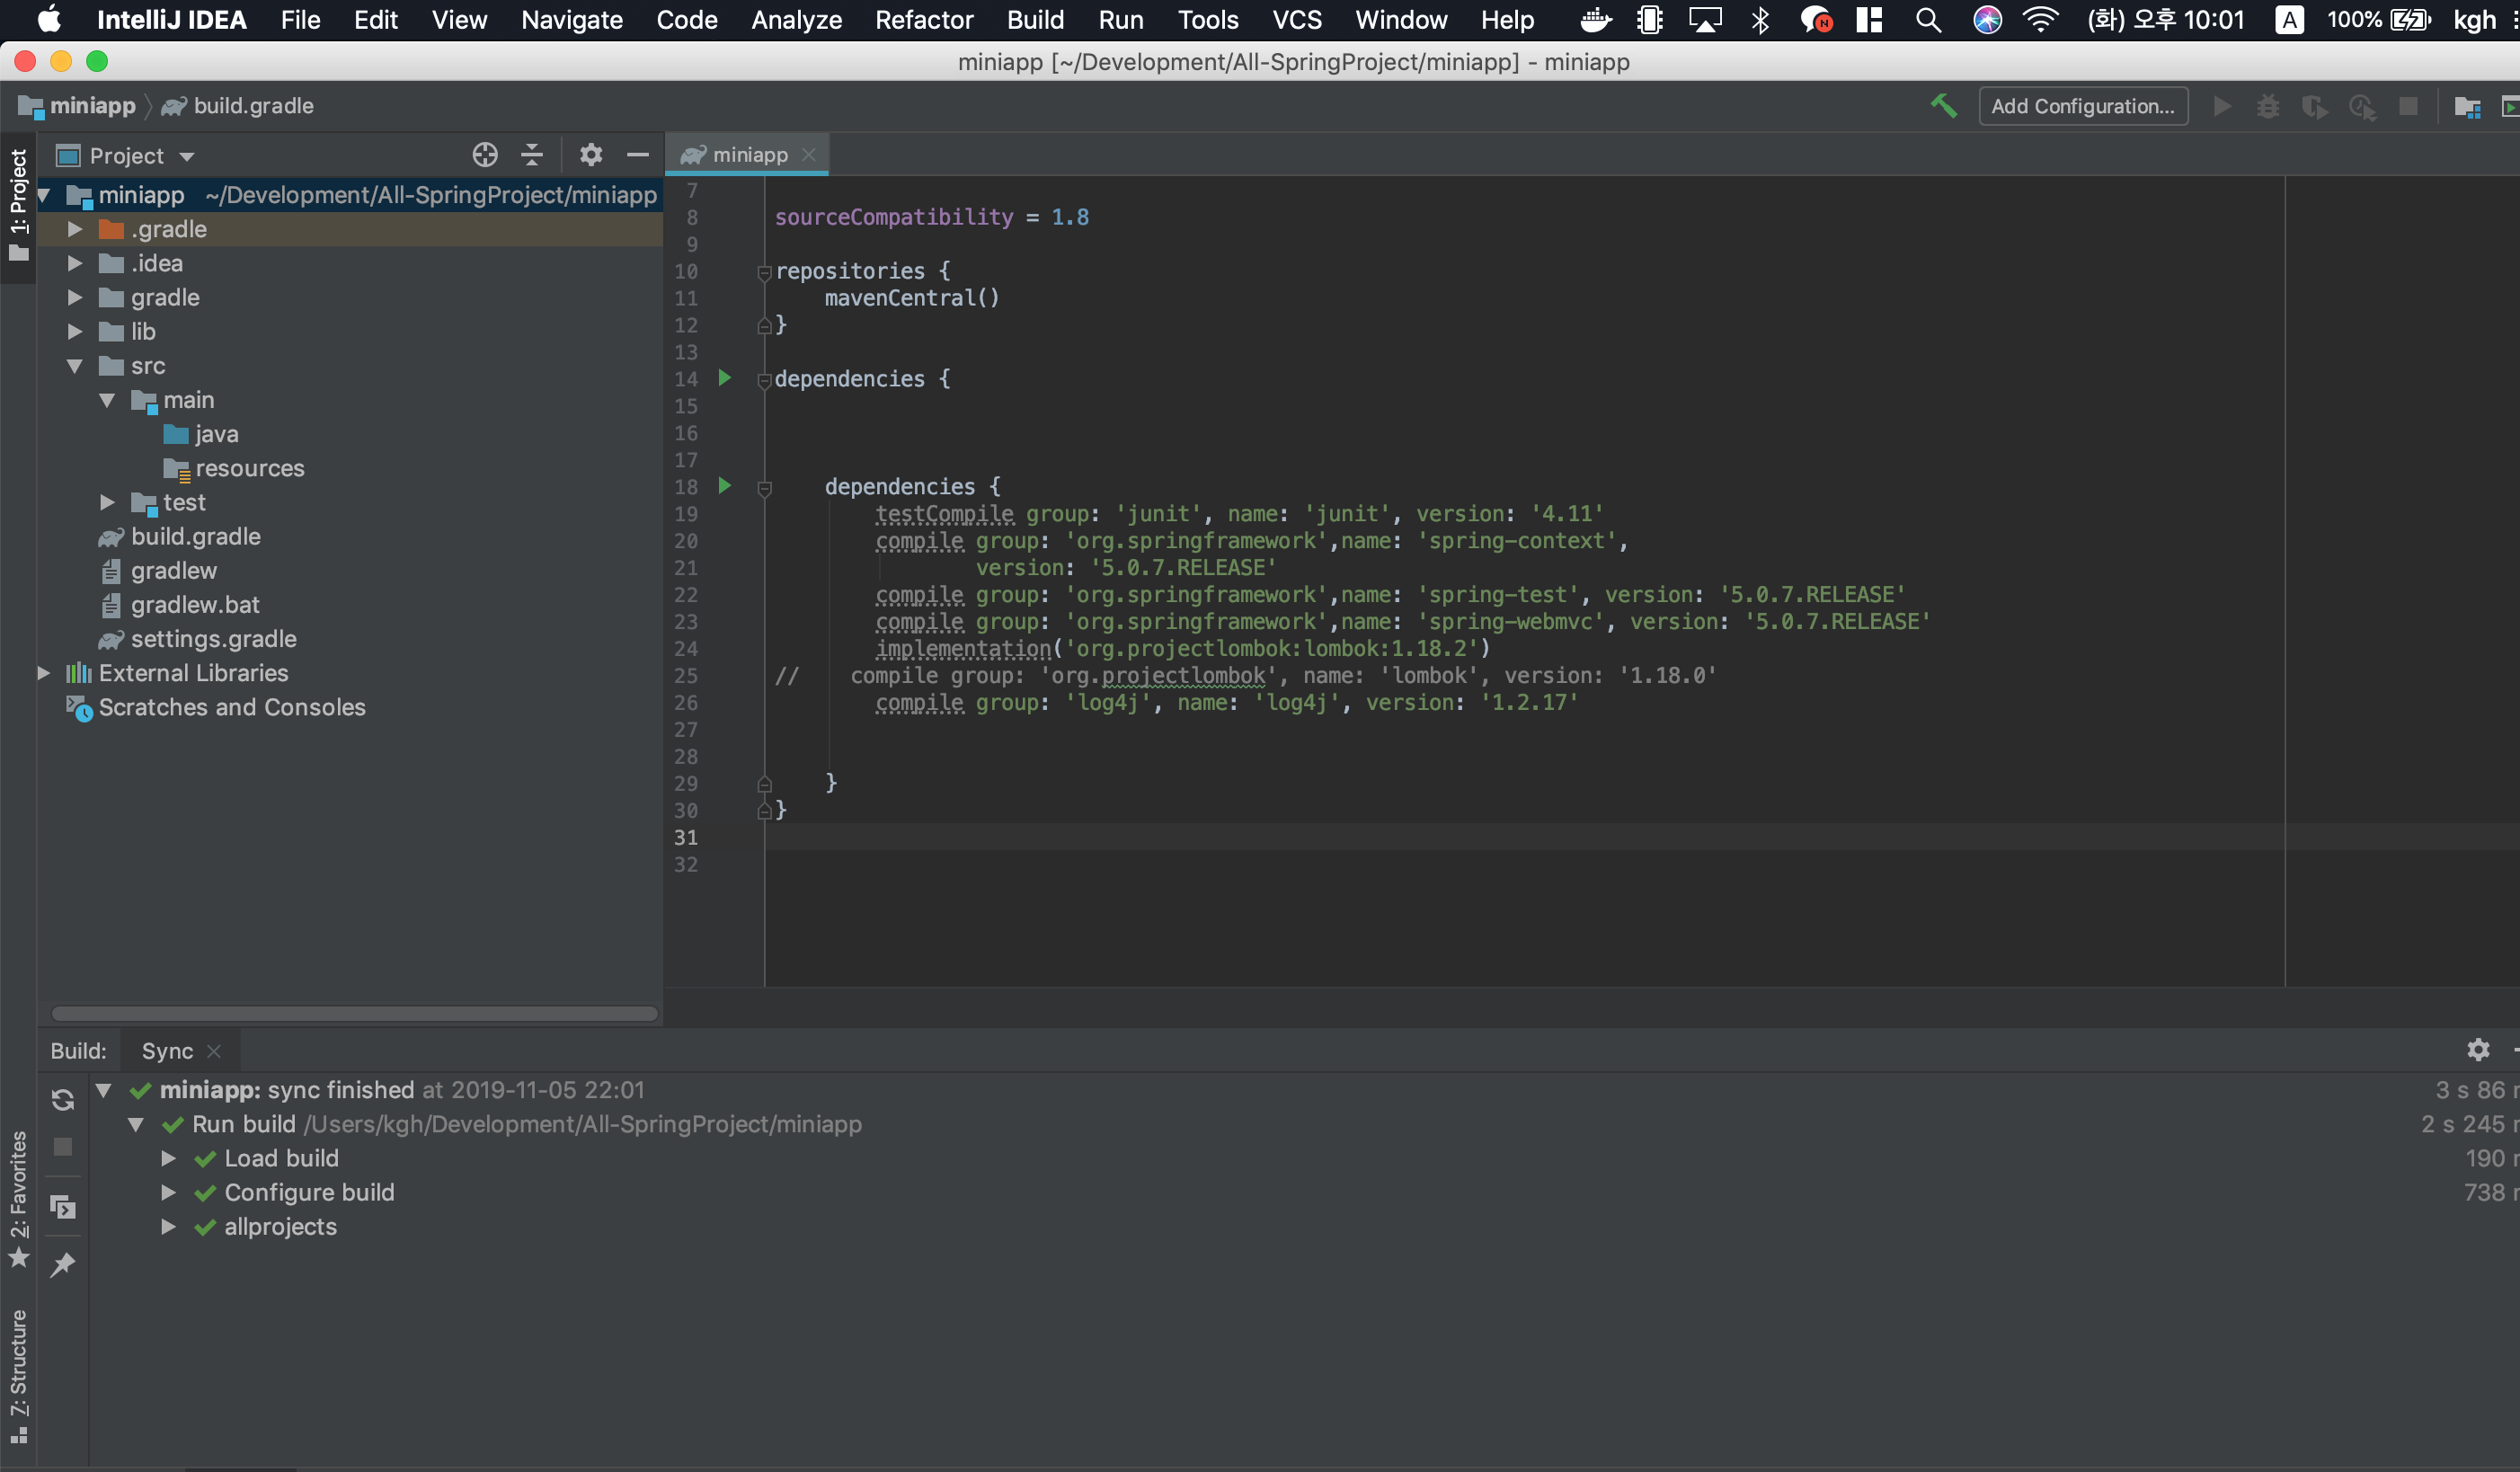 IntelliJ IDEA File Edit View Navigate Code Analyze Refactor Build Run Tools VCS Window Help N (화) 오후 10:01 A 100% kgh
miniapp [~/Development/All-SpringProject/miniapp] - miniapp
miniapp build.gradle Add Configuration...
1: Project
Project
miniapp ~/Development/All-SpringProject/miniapp
.gradle
.idea
gradle
lib
src
main
java
resources
test
build.gradle
gradlew
gradlew.bat
settings.gradle
External Libraries
Scratches and Consoles
miniapp
7
8 sourceCompatibility = 1.8
9
10 repositories {
11     mavenCentral()
12 }
13
14 dependencies {
15
16
17
18     dependencies {
19         testCompile group: 'junit', name: 'junit', version: '4.11'
20         compile group: 'org.springframework',name: 'spring-context',
21                 version: '5.0.7.RELEASE'
22         compile group: 'org.springframework',name: 'spring-test', version: '5.0.7.RELEASE'
23         compile group: 'org.springframework',name: 'spring-webmvc', version: '5.0.7.RELEASE'
24         implementation('org.projectlombok:lombok:1.18.2')
25 //    compile group: 'org.projectlombok', name: 'lombok', version: '1.18.0'
26         compile group: 'log4j', name: 'log4j', version: '1.2.17'
27
28
29     }
30 }
31
32
Build: Sync
miniapp: sync finished at 2019-11-05 22:01 3 s 86
Run build /Users/kgh/Development/All-SpringProject/miniapp 2 s 245
Load build 190
Configure build 738
allprojects
2: Favorites
7: Structure